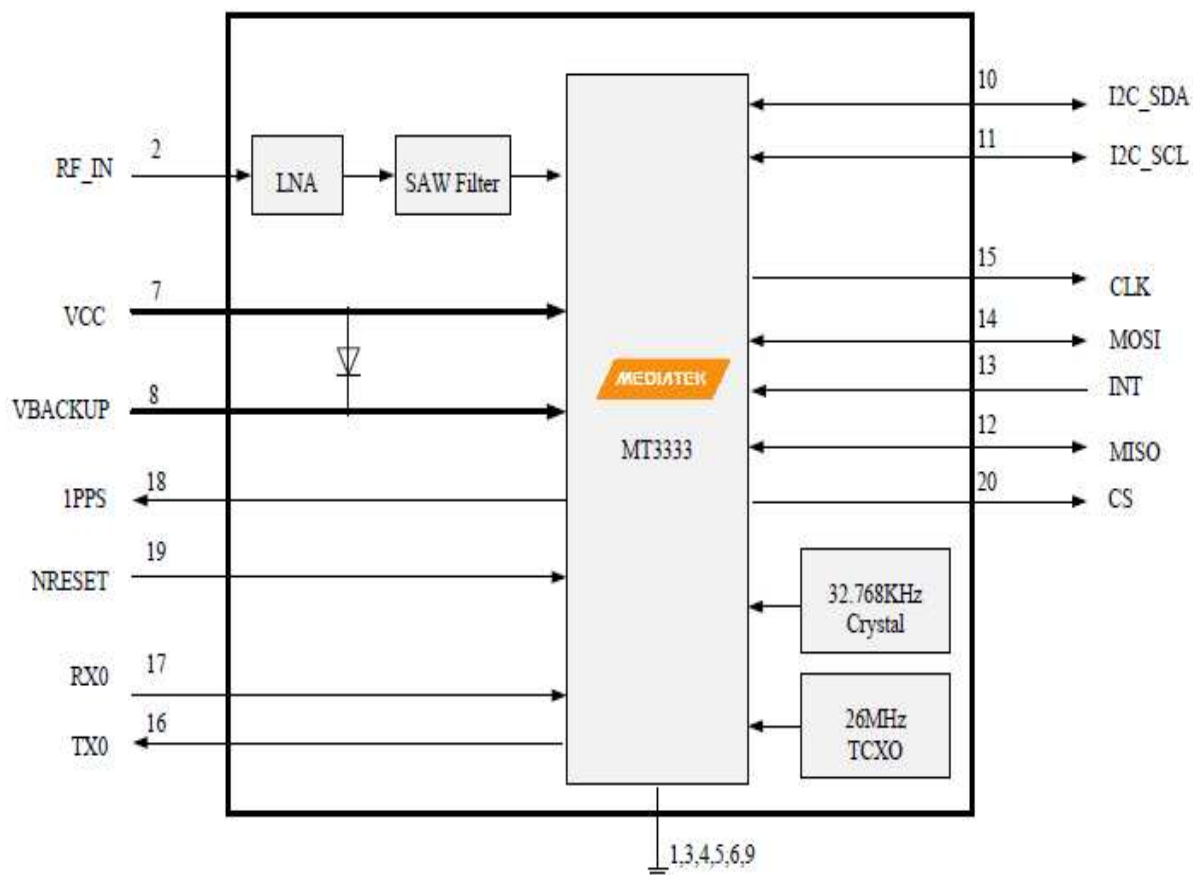 10
I2C_SDA
11
I2C_SCL
2
RF_IN
LNA
SAW Filter
15
CLK
7
VCC
14
MOSI
13
INT
MEDIATEK
8
VBACKUP
12
MISO
MT3333
18
1PPS
20
CS
19
NRESET
32.768KHz
Crystal
17
RX0
16
TX0
26MHz
TCXO
1,3,4,5,6,9